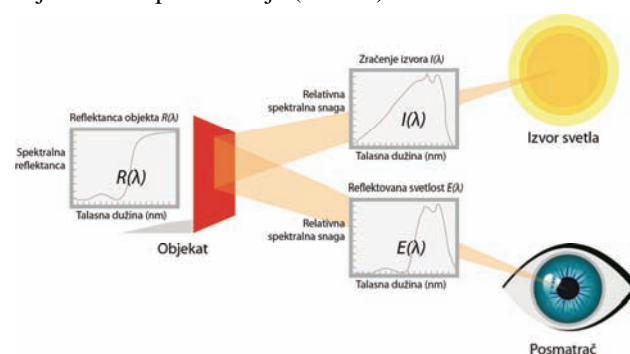 Zračenje izvora I(λ)
Relativna
spektralna snaga
I(λ)
Talasna dužina (nm)
Izvor svetla
Reflektanca objekta R(λ)
Spektralna
reflektanca
R(λ)
Talasna dužina (nm)
Objekat
Reflektovana svetlost E(λ)
Relativna
spektralna snaga
E(λ)
Talasna dužina (nm)
Posmatrač